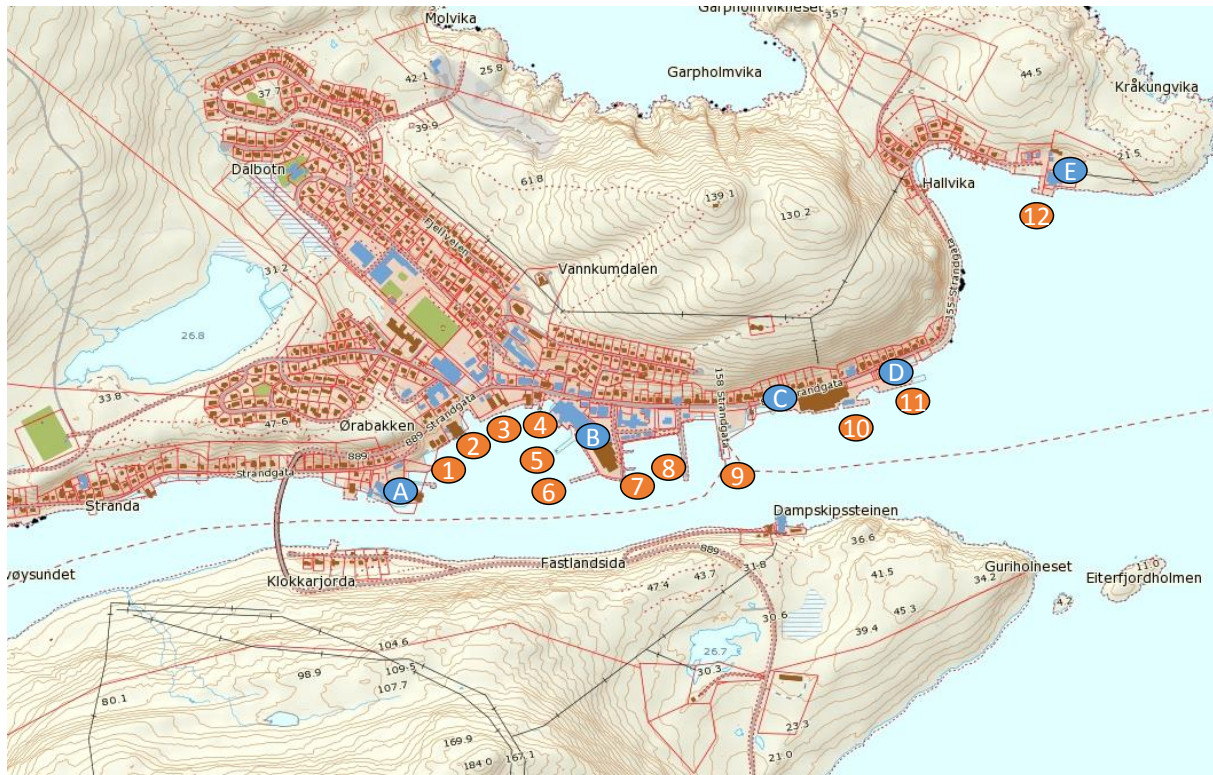 Molvika
Garpholmvikneset
35.7
Garpholmvika
42.1
25.8
44.5
Kråkungvika
37.7
39.9
Dalbotn
61.8
139.1
130.2
21.5
E
Hallvika
12
Fjellveien
31.2
Vannkumdalen
155 Strandgata
26.8
33.8
47.6
Ørabakken
889-Strandgata
158 Strandgata
C
Strandgata
D
11
10
3
4
B
2
889
Strandgata
1
5
8
9
A
6
7
Stranda
Dampskipssteinen
36.6
Fastlandsida
889
Klokkarjorda
47.4
43.7
31.8
41.5
34.2
Guriholneset
11.0
Eiterfjordholmen
4.2
vøysundet
30.6
45.3
39.4
104.6
26.7
109.5
98.9
107.7
30.3
80.1
23.3
169.9
184.0
167.1
21.0